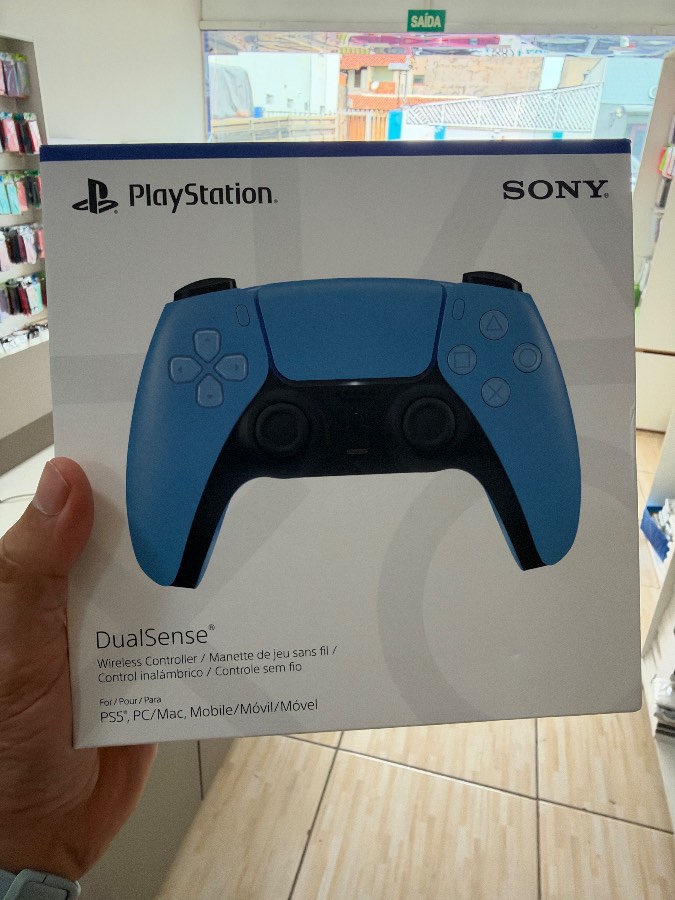 SAÍDA
PlayStation®
SONY®
DualSense®
Wireless Controller / Manette de jeu sans fil /
Control inalámbrico / Controle sem fio
For / Pour / Para
PS5®, PC/Mac, Mobile/Móvil/Móvel